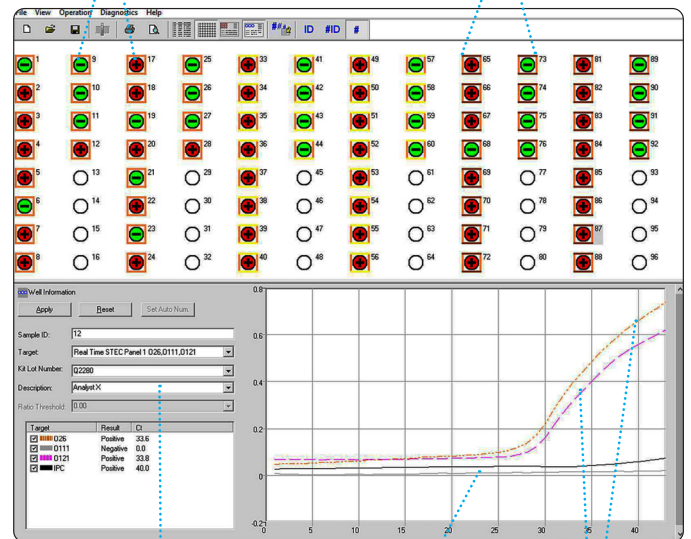 File View Operation Diagnostics Help
ID #ID #
1 9 17 25 33 41 49 57 65 73 81 89
2 10 18 26 34 42 50 58 66 74 82 90
3 11 19 27 35 43 51 59 67 75 83 91
4 12 20 28 36 44 52 60 68 76 84 92
5 13 21 29 37 45 53 61 69 77 85 93
6 14 22 30 38 46 54 62 70 78 86 94
7 15 23 31 39 47 55 63 71 79 87 95
8 16 24 32 40 48 56 64 72 80 88 96
Well Information
Apply Reset Set Auto Num.
Sample ID: 12
Target: Real Time STEC Panel 1 O26,O111,O121
Kit Lot Number: Q2280
Description: Analyst X
Ratio Threshold: 0.00
Target Result Ct
O26 Positive 33.6
O111 Negative 0.0
O121 Positive 33.8
IPC Positive 40.0
0.8
0.6
0.4
0.2
0
-0.2
0 5 10 15 20 25 30 35 40